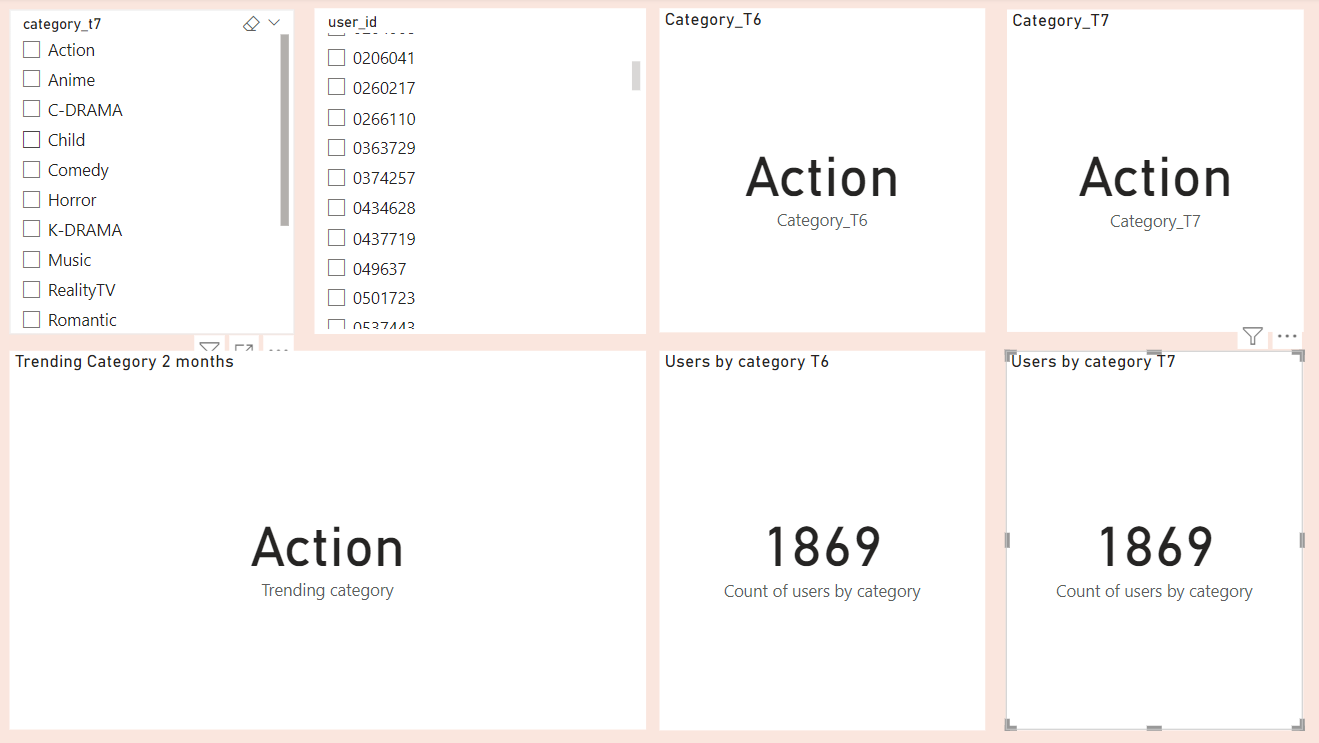 category_t7
Action
Anime
C-DRAMA
Child
Comedy
Horror
K-DRAMA
Music
RealityTV
Romantic
user_id
0206041
0260217
0266110
0363729
0374257
0434628
0437719
049637
0501723
0537443
Category_T6
Action
Category_T6
Category_T7
Action
Category_T7
Trending Category 2 months
Action
Trending category
Users by category T6
1869
Count of users by category
Users by category T7
1869
Count of users by category